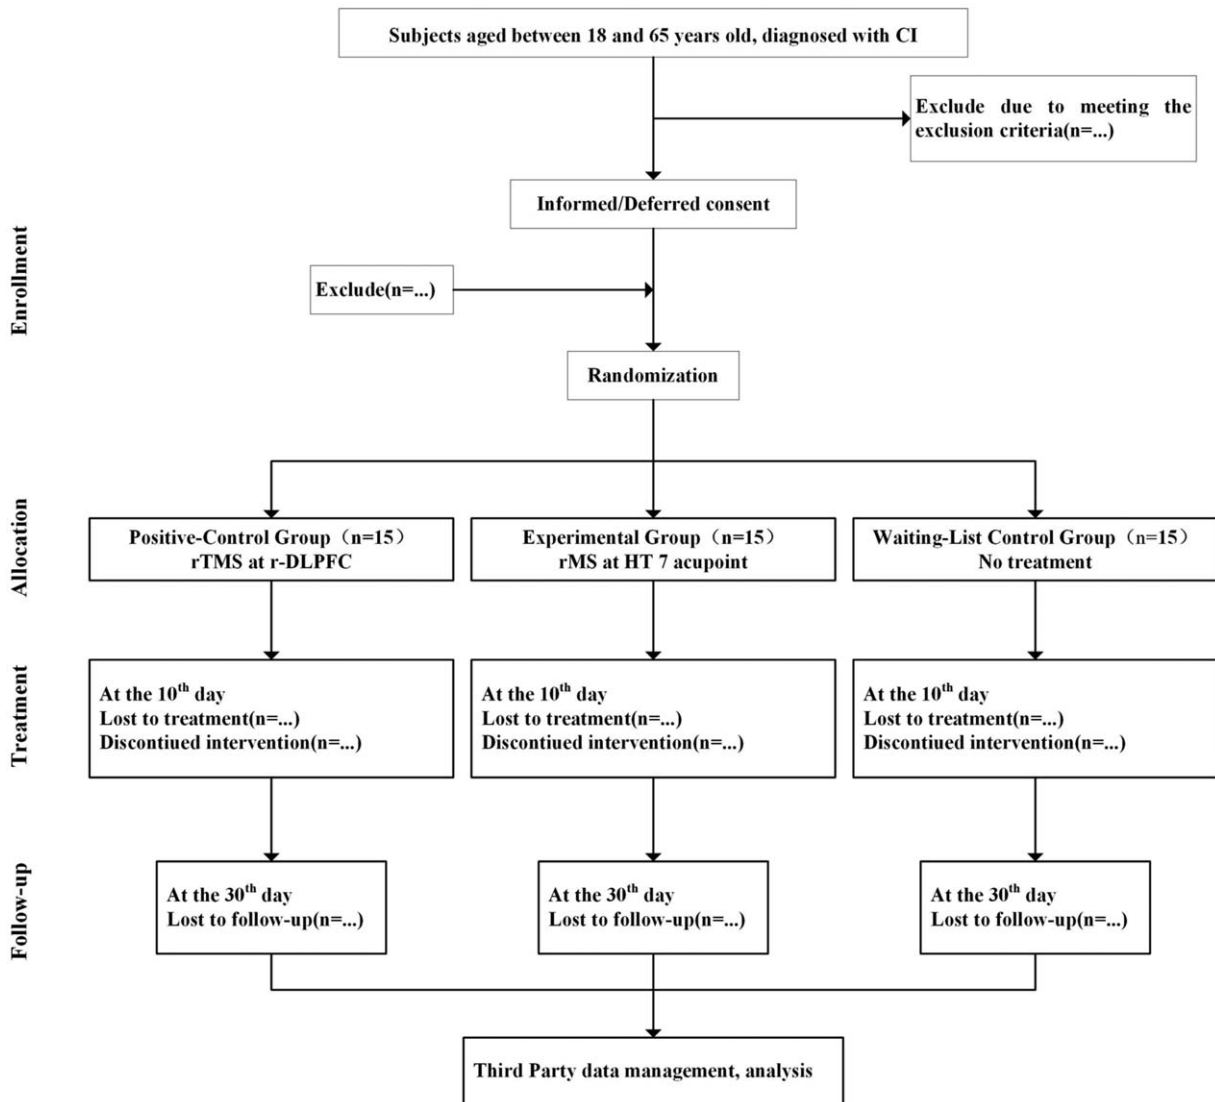 Subjects aged between 18 and 65 years old, diagnosed with CI
Exclude due to meeting the
exclusion criteria(n=...)
Informed/Deferred consent
Enrollment
Exclude(n=...)
Randomization
Allocation
Positive-Control Group（n=15）
rTMS at r-DLPFC
Experimental Group（n=15）
rMS at HT 7 acupoint
Waiting-List Control Group（n=15）
No treatment
Treatment
At the 10th day
Lost to treatment(n=...)
Discontiued intervention(n=...)
At the 10th day
Lost to treatment(n=...)
Discontiued intervention(n=...)
At the 10th day
Lost to treatment(n=...)
Discontiued intervention(n=...)
Follow-up
At the 30th day
Lost to follow-up(n=...)
At the 30th day
Lost to follow-up(n=...)
At the 30th day
Lost to follow-up(n=...)
Third Party data management, analysis